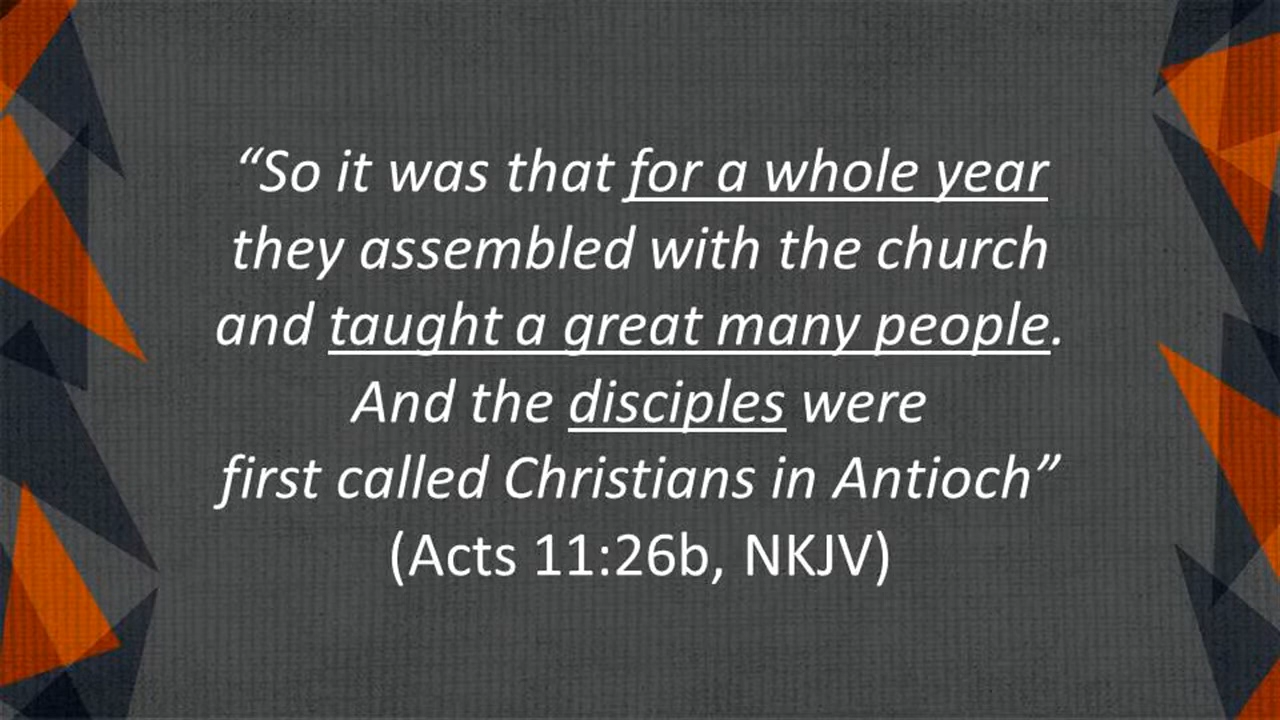 “So it was that for a whole year
they assembled with the church
and taught a great many people.
And the disciples were
first called Christians in Antioch”
(Acts 11:26b, NKJV)